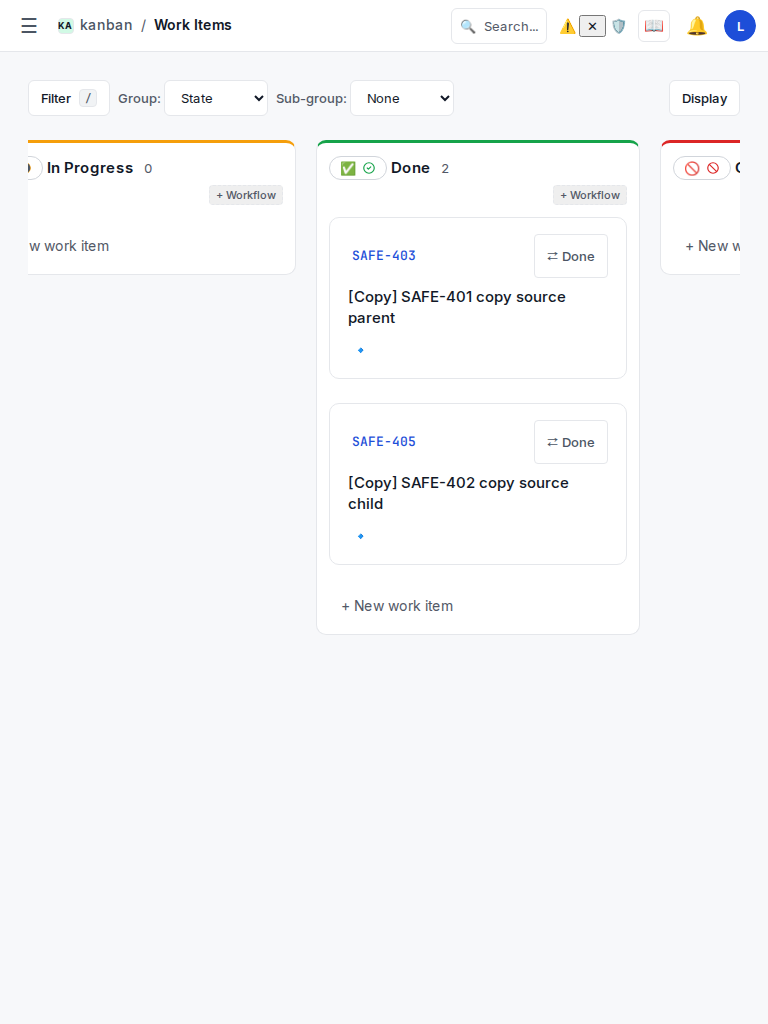 KA kanban / Work Items
Search...
L
Filter /
Group: State
Sub-group: None
Display
In Progress 0
+ Workflow
w work item
Done 2
+ Workflow
SAFE-403
Done
[Copy] SAFE-401 copy source
parent
SAFE-405
Done
[Copy] SAFE-402 copy source
child
+ New work item
+ New w